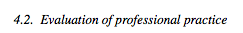 4.2. Evaluation of professional practice